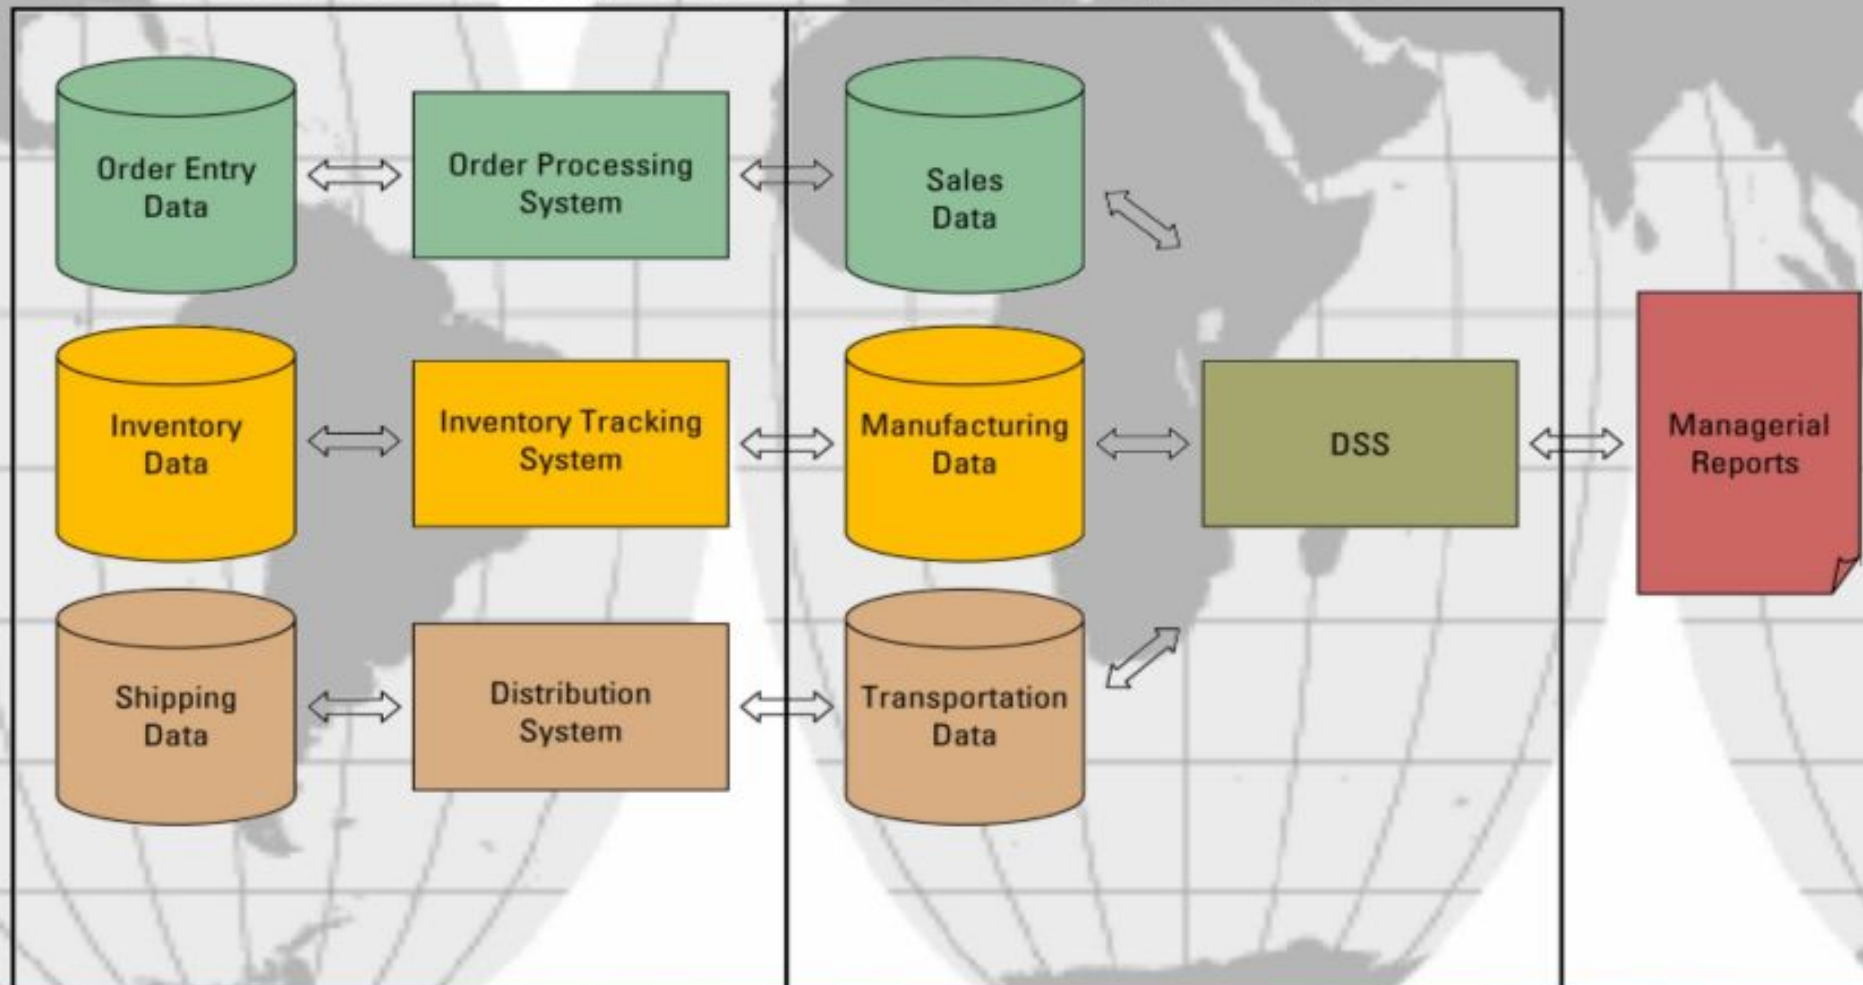 Order Entry
Data
Order Processing
System
Sales
Data
Inventory
Data
Inventory Tracking
System
Manufacturing
Data
DSS
Managerial
Reports
Shipping
Data
Distribution
System
Transportation
Data